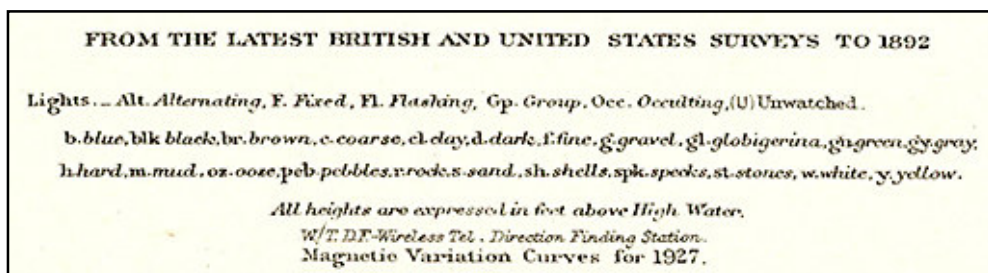 FROM THE LATEST BRITISH AND UNITED STATES SURVEYS TO 1892
Lights... Alt. Alternating, F. Fixed, Fl. Flashing, Gp. Group, Occ. Occulting, (U) Unwatched.
b. blue, blk black, br. brown, c. coarse, cl. clay, d. dark, f. fine, g. gravel, gl. globigerina, gn green, gy. gray,
h. hard, m. mud, oz. ooze, peb. pebbles, r. rock, s. sand, sh. shells, spk. specks, st. stones, w. white, y. yellow.
All heights are expressed in feet above High Water.
W/T. D.F.-Wireless Tel. Direction Finding Station.
Magnetic Variation Curves for 1927.